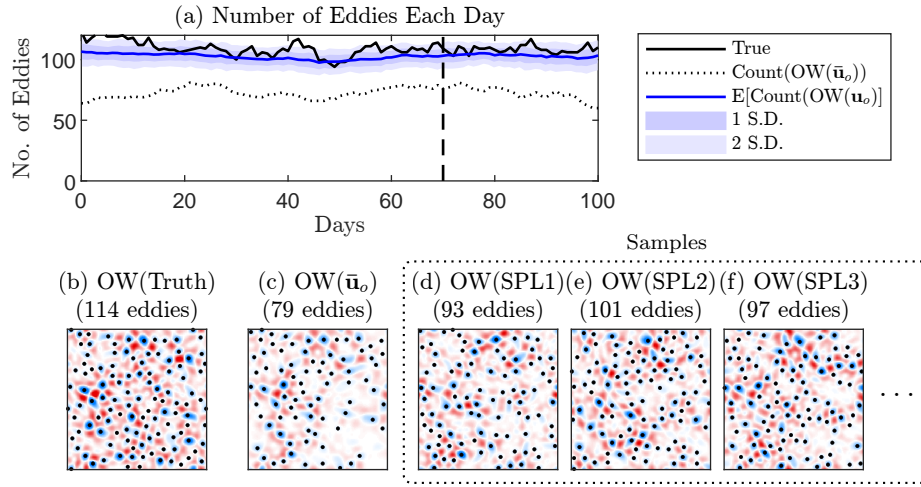 (a) Number of Eddies Each Day
No. of Eddies
100
50
0
0 20 40 60 80 100
Days
True
Count(OW(ū_o))
E[Count(OW(u_o)]
1 S.D.
2 S.D.
Samples
(b) OW(Truth) (c) OW(ū_o) (d) OW(SPL1) (e) OW(SPL2) (f) OW(SPL3)
(114 eddies) (79 eddies) (93 eddies) (101 eddies) (97 eddies)
. . .